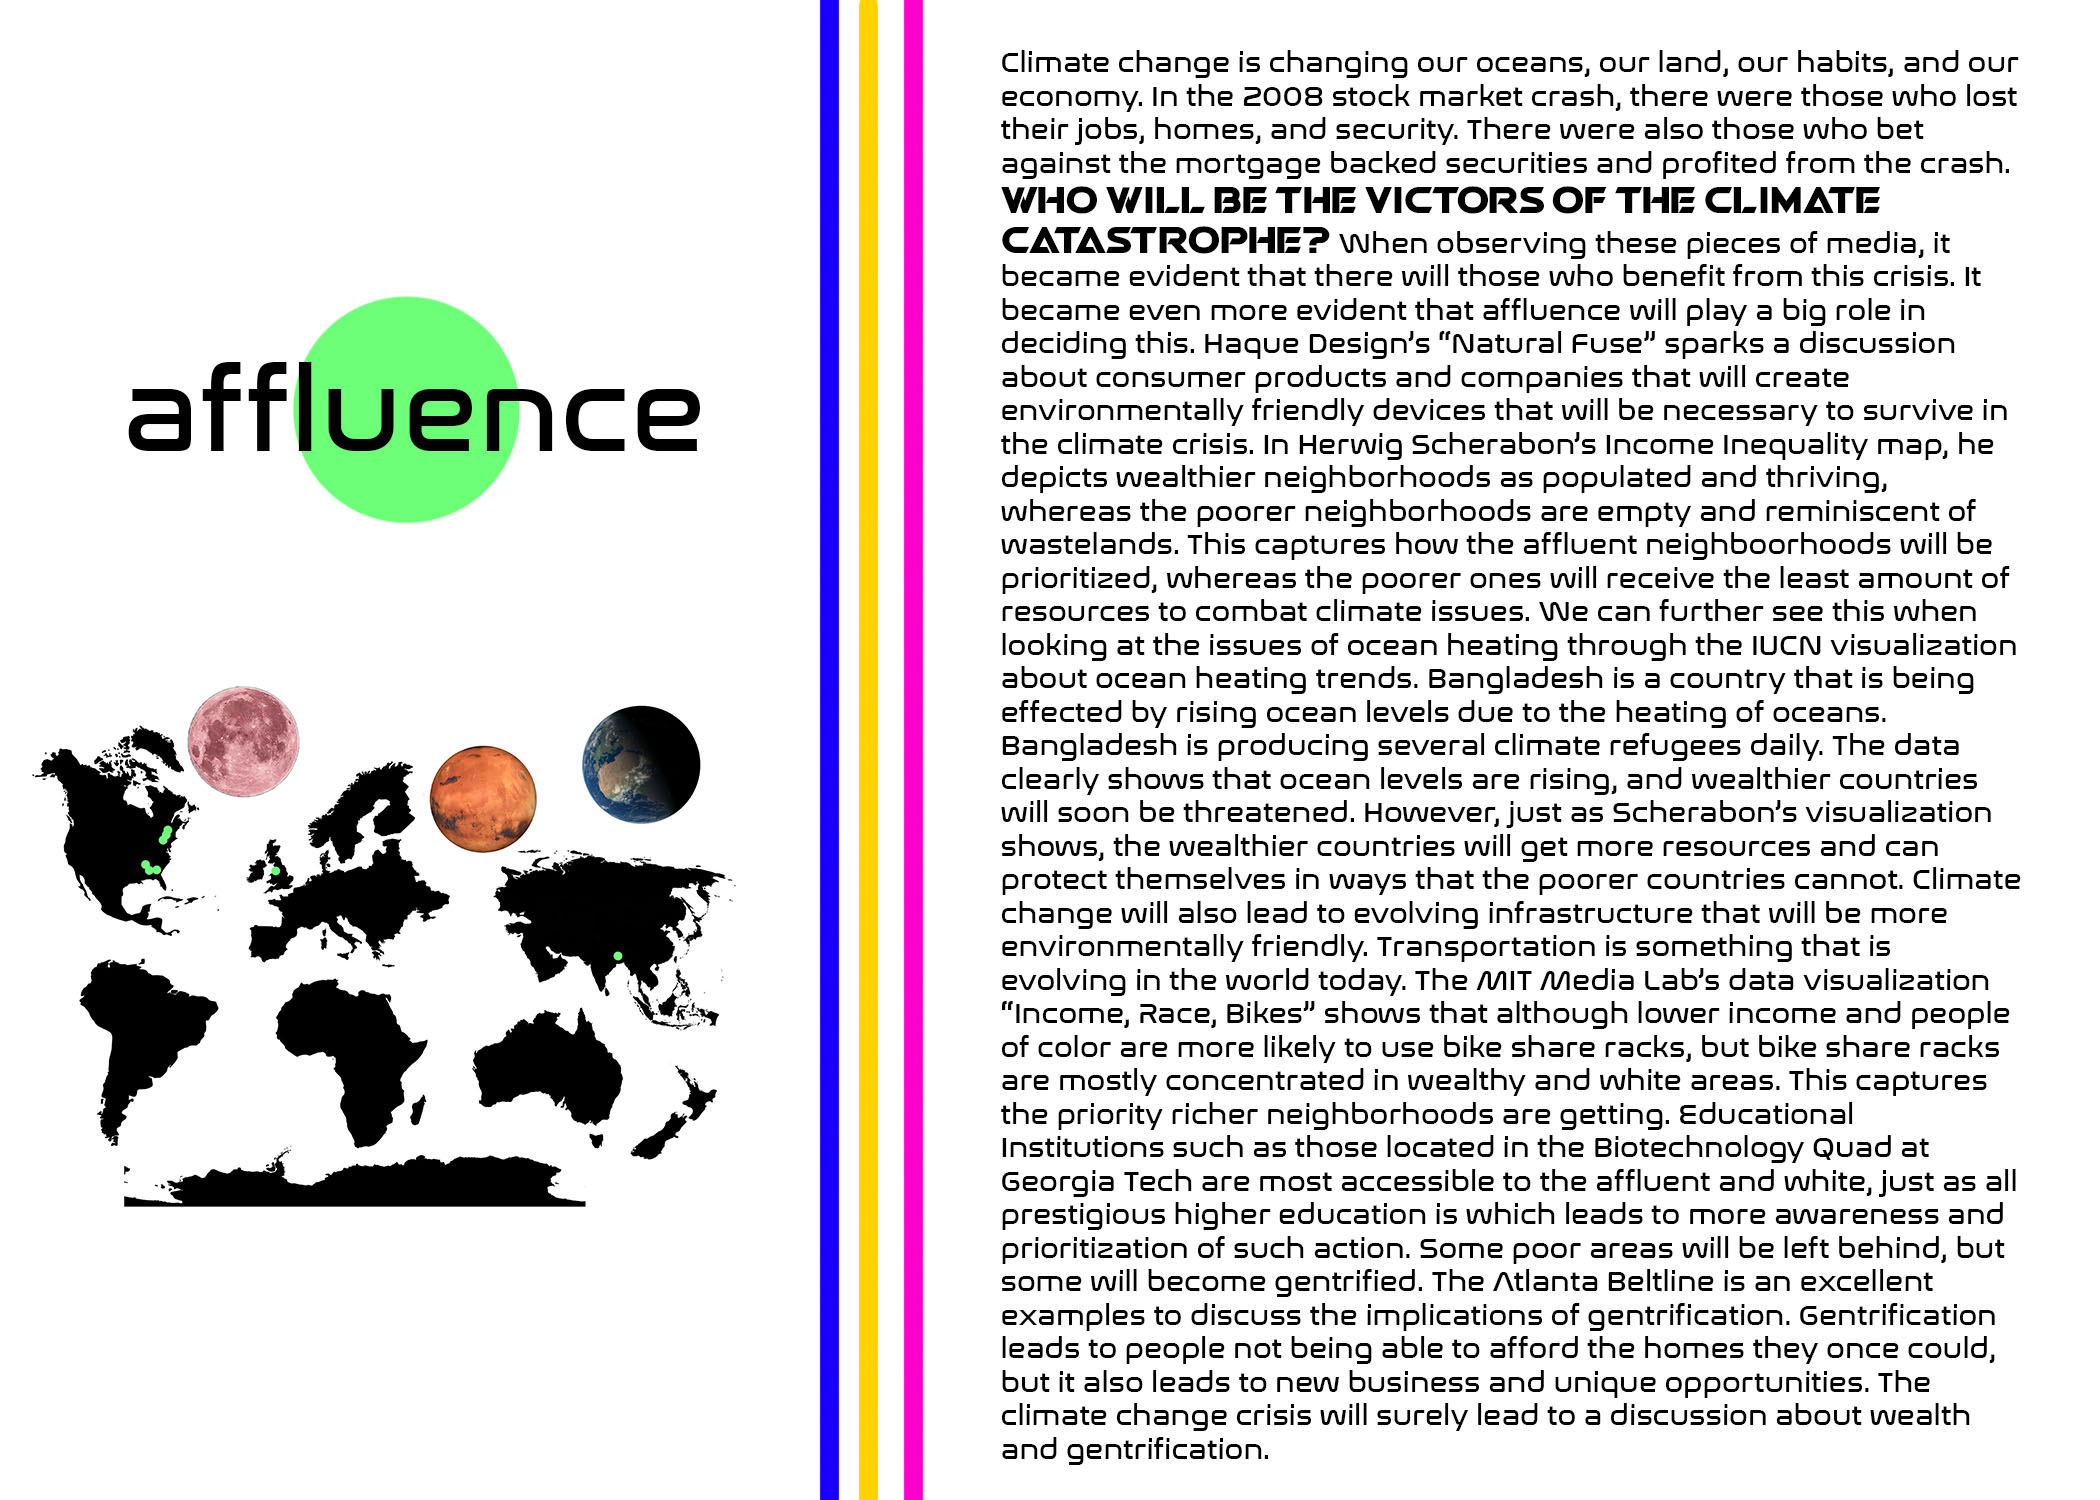 affluence
Climate change is changing our oceans, our land, our habits, and our
economy. In the 2008 stock market crash, there were those who lost
their jobs, homes, and security. There were also those who bet
against the mortgage backed securities and profited from the crash.
WHO WILL BE THE VICTORS OF THE CLIMATE
CATASTROPHE? When observing these pieces of media, it
became evident that there will those who benefit from this crisis. It
became even more evident that affluence will play a big role in
deciding this. Haque Design's “Natural Fuse” sparks a discussion
about consumer products and companies that will create
environmentally friendly devices that will be necessary to survive in
the climate crisis. In Herwig Scherabon's Income Inequality map, he
depicts wealthier neighborhoods as populated and thriving,
whereas the poorer neighborhoods are empty and reminiscent of
wastelands. This captures how the affluent neighboorhoods will be
prioritized, whereas the poorer ones will receive the least amount of
resources to combat climate issues. We can further see this when
looking at the issues of ocean heating through the IUCN visualization
about ocean heating trends. Bangladesh is a country that is being
effected by rising ocean levels due to the heating of oceans.
Bangladesh is producing several climate refugees daily. The data
clearly shows that ocean levels are rising, and wealthier countries
will soon be threatened. However, just as Scherabon's visualization
shows, the wealthier countries will get more resources and can
protect themselves in ways that the poorer countries cannot. Climate
change will also lead to evolving infrastructure that will be more
environmentally friendly. Transportation is something that is
evolving in the world today. The MIT Media Lab's data visualization
“Income, Race, Bikes” shows that although lower income and people
of color are more likely to use bike share racks, but bike share racks
are mostly concentrated in wealthy and white areas. This captures
the priority richer neighborhoods are getting. Educational
Institutions such as those located in the Biotechnology Quad at
Georgia Tech are most accessible to the affluent and white, just as all
prestigious higher education is which leads to more awareness and
prioritization of such action. Some poor areas will be left behind, but
some will become gentrified. The Atlanta Beltline is an excellent
examples to discuss the implications of gentrification. Gentrification
leads to people not being able to afford the homes they once could,
but it also leads to new business and unique opportunities. The
climate change crisis will surely lead to a discussion about wealth
and gentrification.